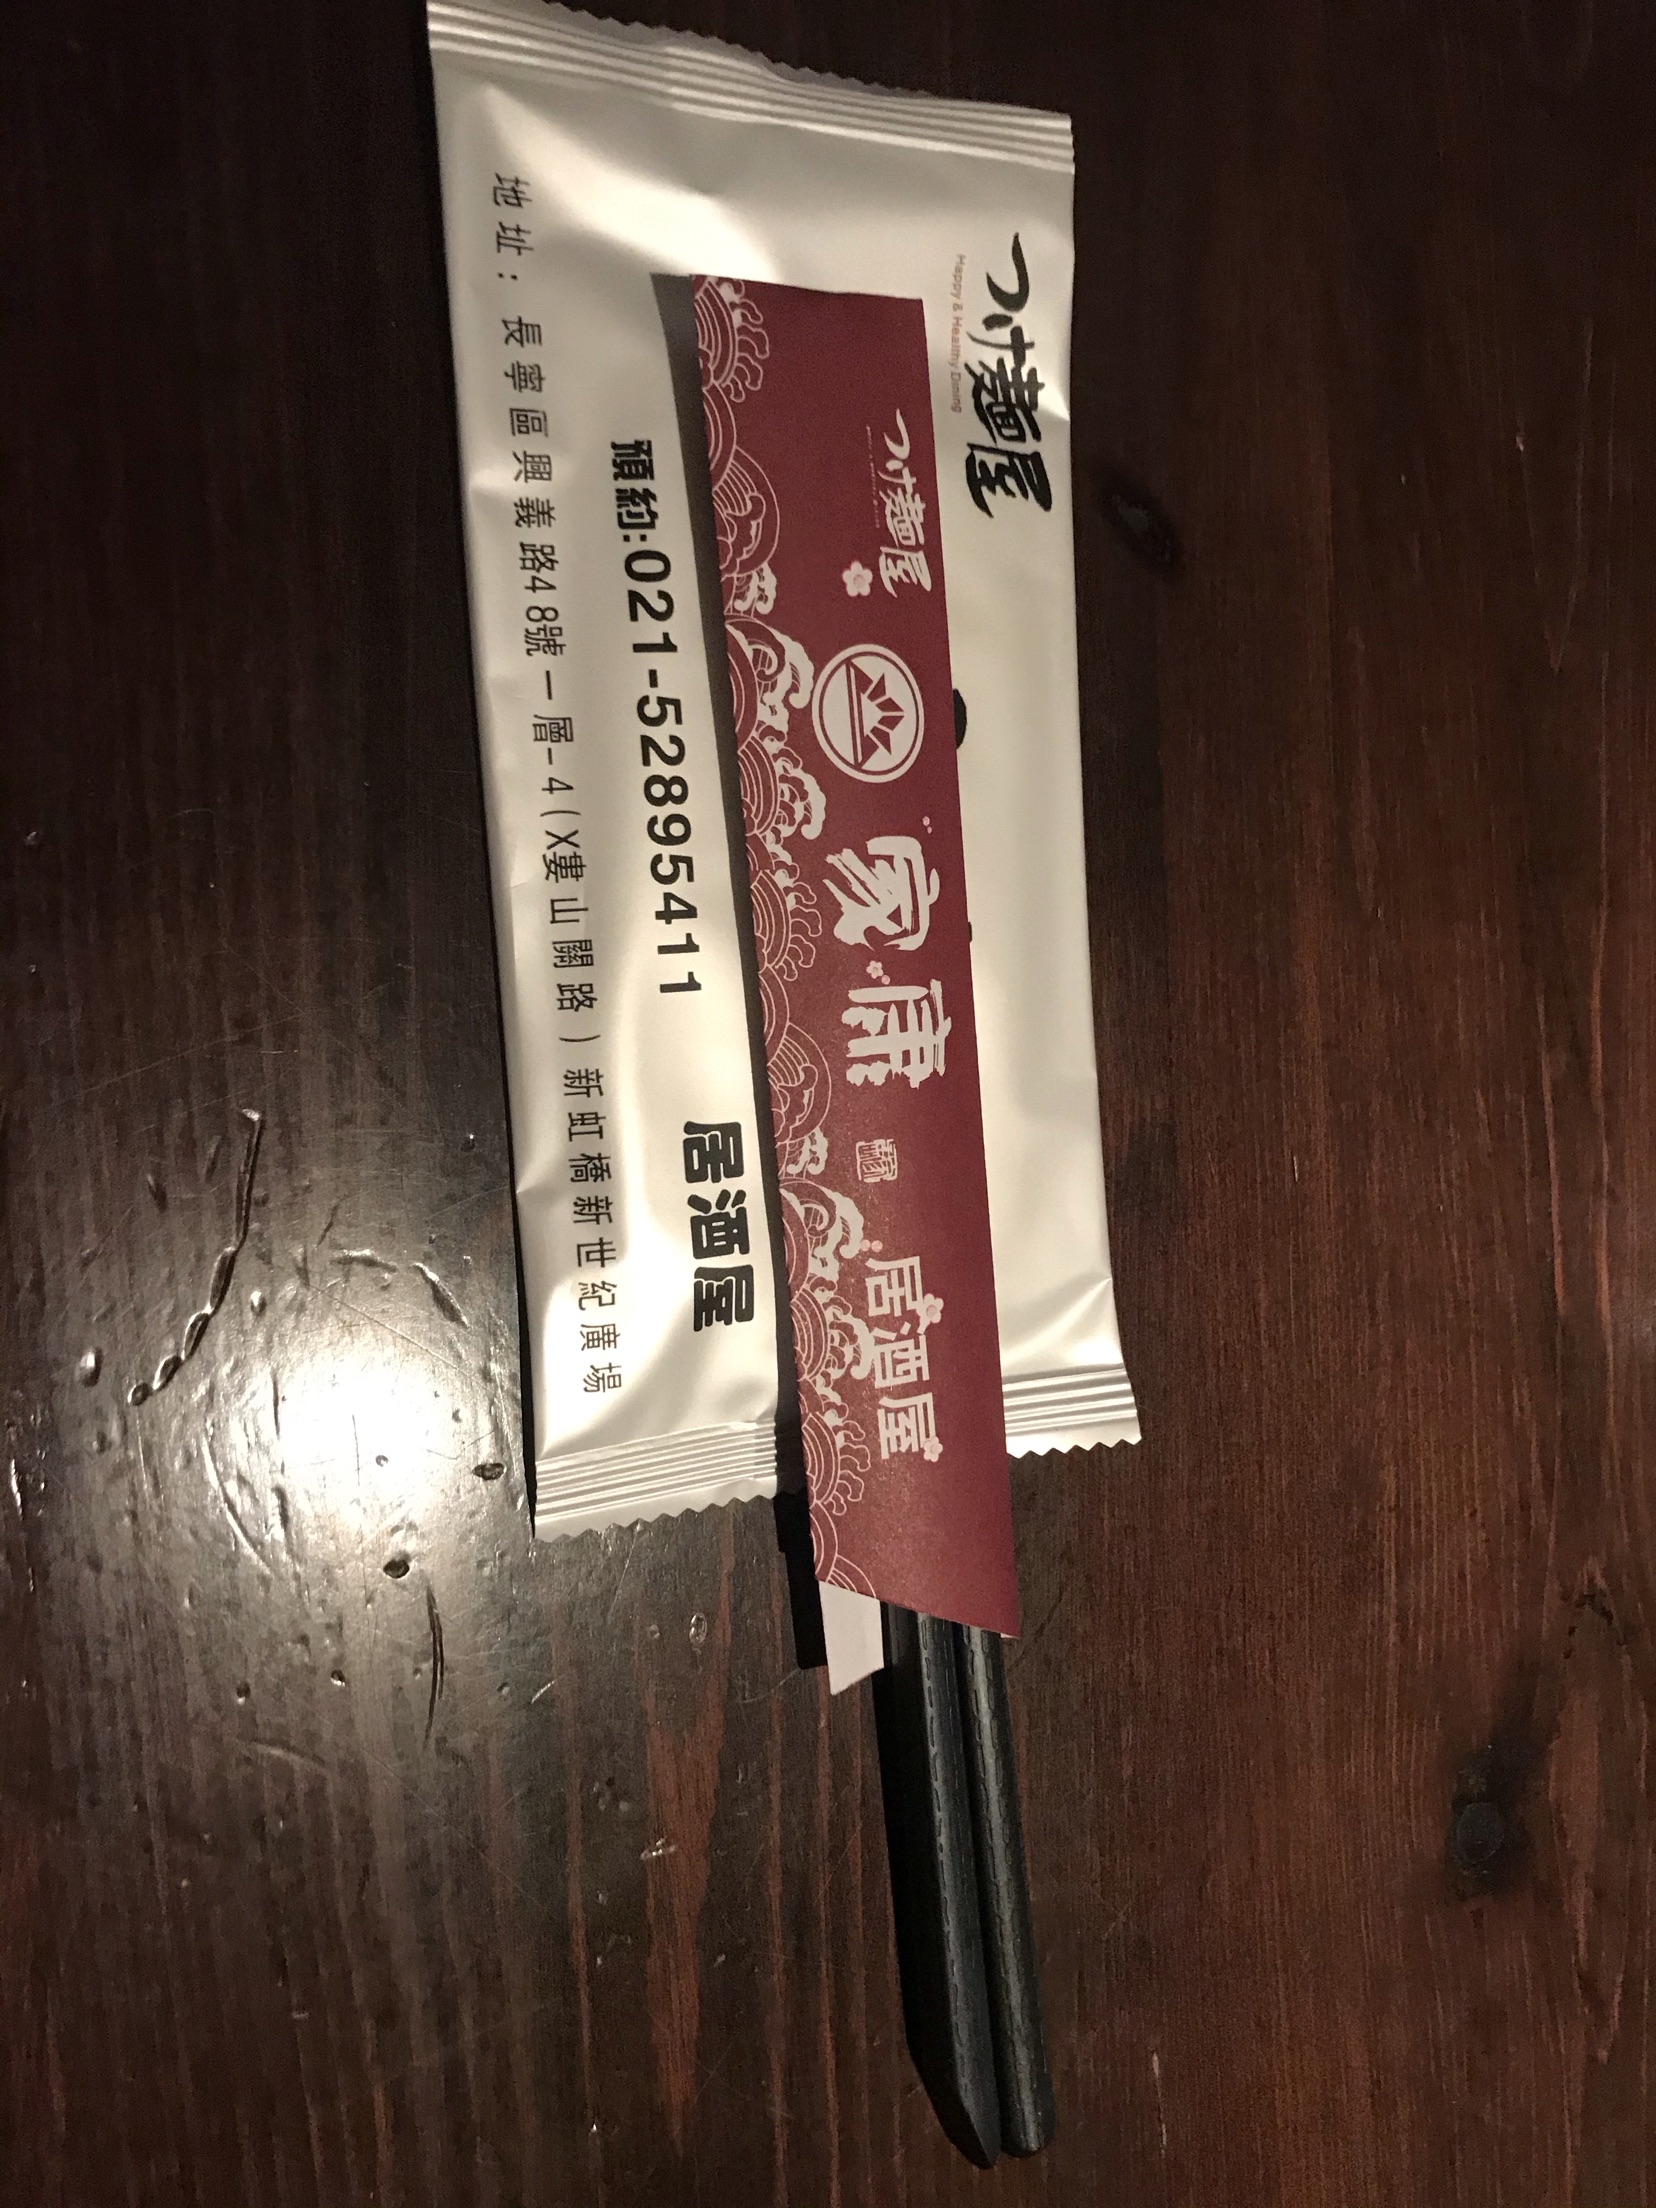 つけ麺屋
Happy & Healthy Dining
つけ麺屋
家康
居酒屋
居酒屋
預約:021-52895411
地址：長寧區興義路48號一層-4(X婁山關路)新虹橋新世紀廣場